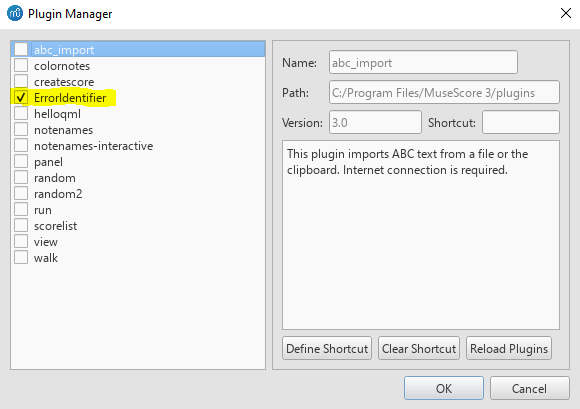 Plugin Manager
abc_import
colornotes
createscore
ErrorIdentifier
helloqml
notenames
notenames-interactive
panel
random
random2
run
scorelist
view
walk
Name: abc_import
Path: C:/Program Files/MuseScore 3/plugins
Version: 3.0 Shortcut:
This plugin imports ABC text from a file or the
clipboard. Internet connection is required.
Define Shortcut Clear Shortcut Reload Plugins
OK Cancel